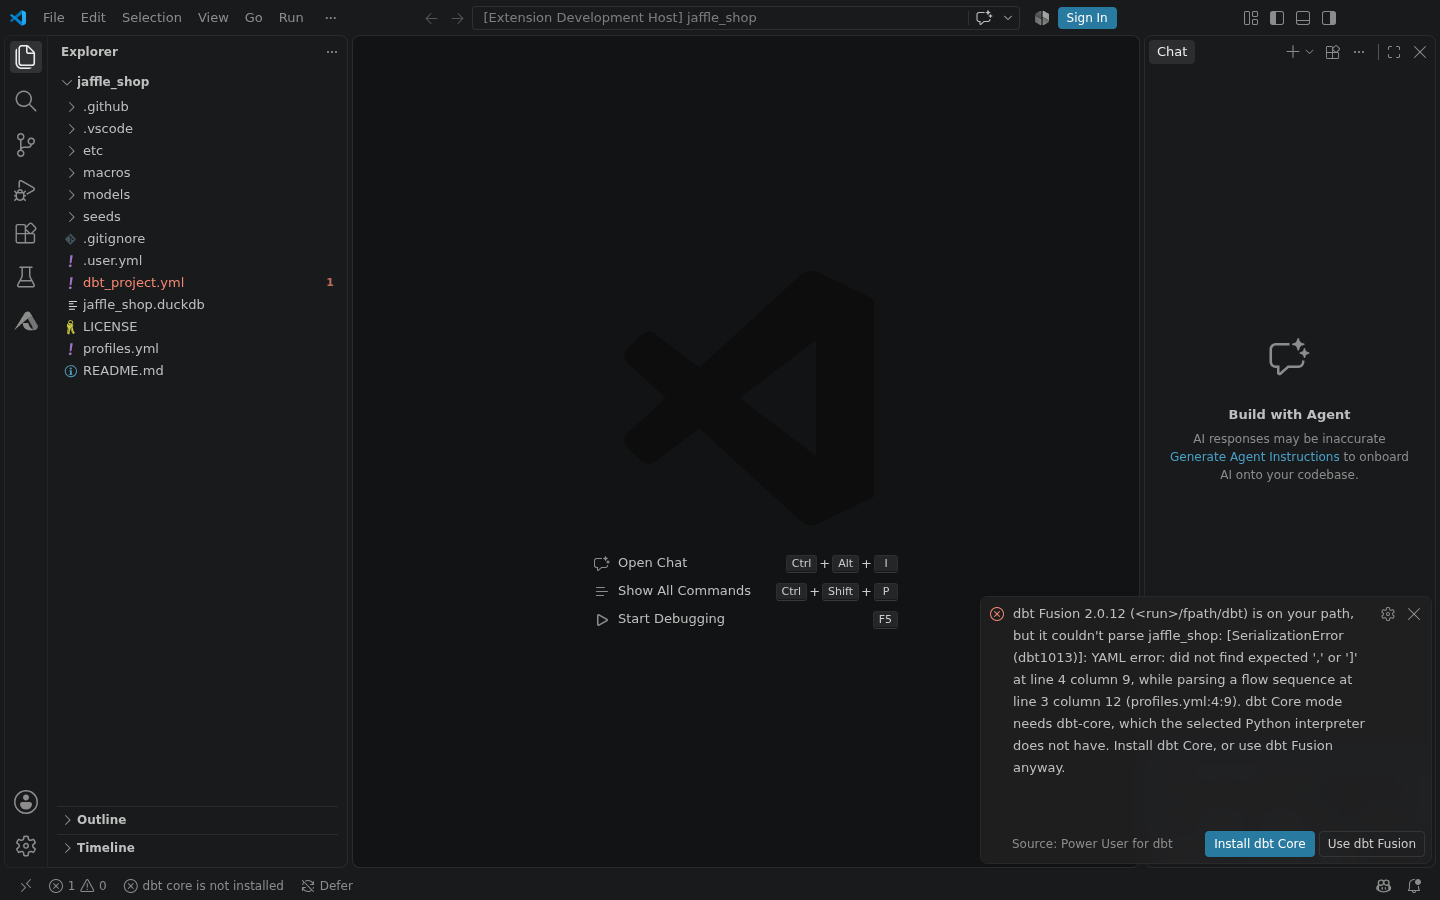 File Edit Selection View Go Run ···
[Extension Development Host] jaffle_shop
Sign In
Explorer
jaffle_shop
.github
.vscode
etc
macros
models
seeds
.gitignore
.user.yml
dbt_project.yml 1
jaffle_shop.duckdb
LICENSE
profiles.yml
README.md
Outline
Timeline
Open Chat Ctrl + Alt + I
Show All Commands Ctrl + Shift + P
Start Debugging F5
Chat
Build with Agent
AI responses may be inaccurate
Generate Agent Instructions to onboard
AI onto your codebase.
dbt Fusion 2.0.12 (<run>/fpath/dbt) is on your path,
but it couldn't parse jaffle_shop: [SerializationError
(dbt1013)]: YAML error: did not find expected ',' or ']'
at line 4 column 9, while parsing a flow sequence at
line 3 column 12 (profiles.yml:4:9). dbt Core mode
needs dbt-core, which the selected Python interpreter
does not have. Install dbt Core, or use dbt Fusion
anyway.
Source: Power User for dbt
Install dbt Core
Use dbt Fusion
1 0 dbt core is not installed Defer